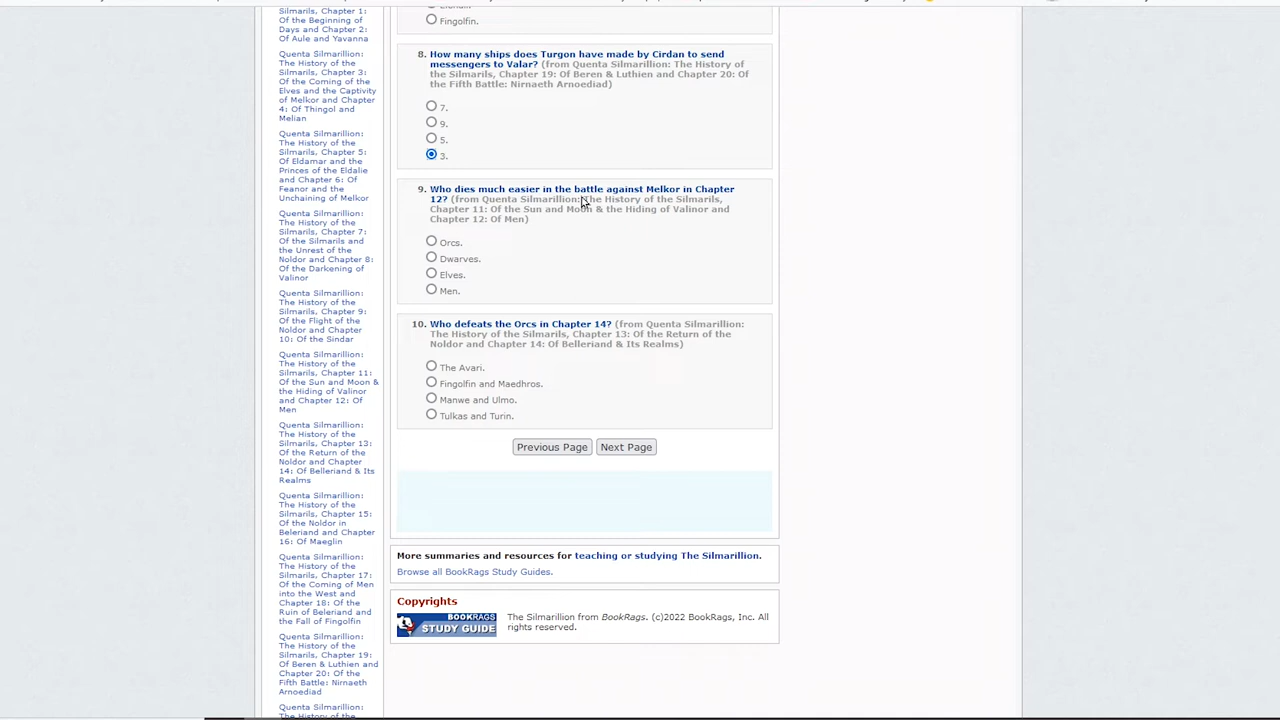 Silmarils, Chapter 1:
Of the Beginning of
Days and Chapter 2:
Of Aule and Yavanna
Quenta Silmarillion:
The History of the
Silmarils, Chapter 3:
Of the Coming of the
Elves and the Captivity
of Melkor and Chapter
4: Of Thingol and
Melian
Quenta Silmarillion:
The History of the
Silmarils, Chapter 5:
Of Eldamar and the
Princes of the Eldalie
and Chapter 6: Of
Feanor and the
Unchaining of Melkor
Quenta Silmarillion:
The History of the
Silmarils, Chapter 7:
Of the Silmarils and
the Unrest of the
Noldor and Chapter 8:
Of the Darkening of
Valinor
Quenta Silmarillion:
The History of the
Silmarils, Chapter 9:
Of the Flight of the
Noldor and Chapter
10: Of the Sindar
Quenta Silmarillion:
The History of the
Silmarils, Chapter 11:
Of the Sun and Moon &
the Hiding of Valinor
and Chapter 12: Of
Men
Quenta Silmarillion:
The History of the
Silmarils, Chapter 13:
Of the Return of the
Noldor and Chapter
14: Of Belleriand & Its
Realms
Quenta Silmarillion:
The History of the
Silmarils, Chapter 15:
Of the Noldor in
Beleriand and Chapter
16: Of Maeglin
Quenta Silmarillion:
The History of the
Silmarils, Chapter 17:
Of the Coming of Men
into the West and
Chapter 18: Of the
Ruin of Beleriand and
the Fall of Fingolfin
Quenta Silmarillion:
The History of the
Silmarils, Chapter 19:
Of Beren & Luthien and
Chapter 20: Of the
Fifth Battle: Nirnaeth
Arnoediad
Quenta Silmarillion:
The History of the
Fingolfin.
8. How many ships does Turgon have made by Cirdan to send
messengers to Valar? (from Quenta Silmarillion: The History of
the Silmarils, Chapter 19: Of Beren & Luthien and Chapter 20: Of
the Fifth Battle: Nirnaeth Arnoediad)
7.
9.
5.
3.
9. Who dies much easier in the battle against Melkor in Chapter
12? (from Quenta Silmarillion: The History of the Silmarils,
Chapter 11: Of the Sun and Moon & the Hiding of Valinor and
Chapter 12: Of Men)
Orcs.
Dwarves.
Elves.
Men.
10. Who defeats the Orcs in Chapter 14? (from Quenta Silmarillion:
The History of the Silmarils, Chapter 13: Of the Return of the
Noldor and Chapter 14: Of Belleriand & Its Realms)
The Avari.
Fingolfin and Maedhros.
Manwe and Ulmo.
Tulkas and Turin.
Previous Page Next Page
More summaries and resources for teaching or studying The Silmarillion.
Browse all BookRags Study Guides.
Copyrights
BOOKRAGS
STUDY GUIDE
The Silmarillion from BookRags. (c)2022 BookRags, Inc. All
rights reserved.